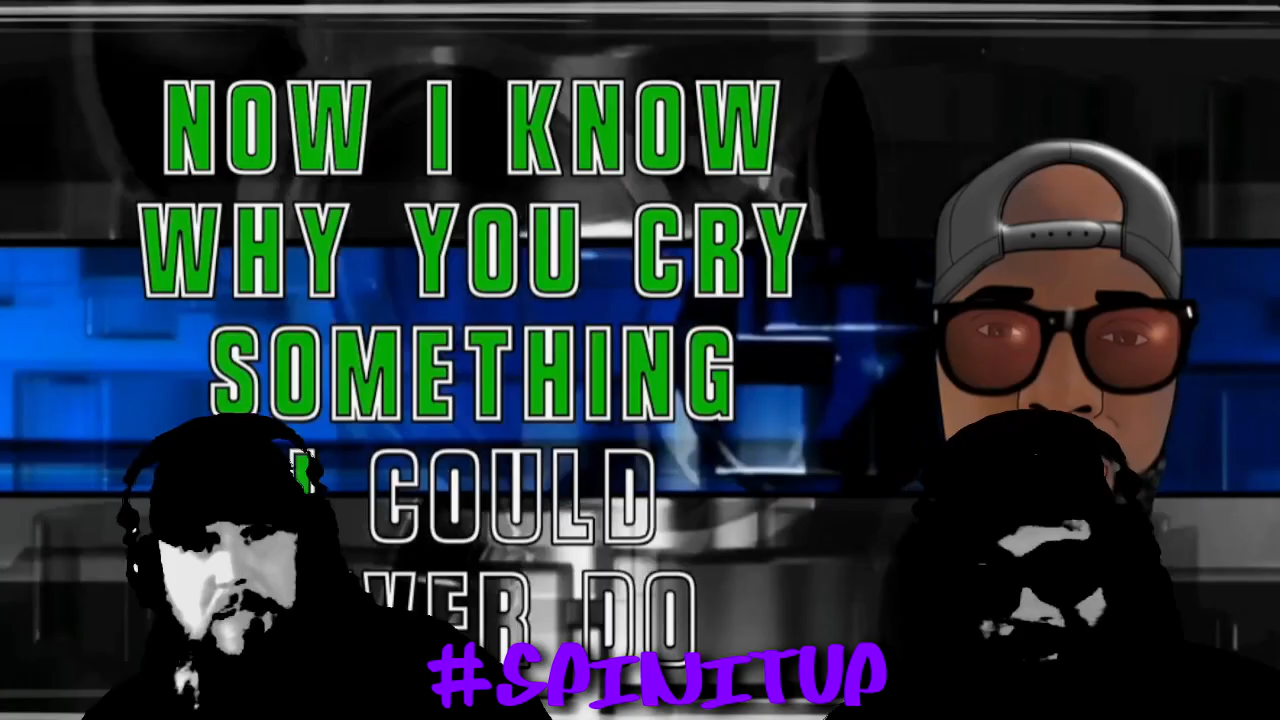 NOW I KNOW
WHY YOU CRY
SOMETHING
COULD
DO
#SPINITUP